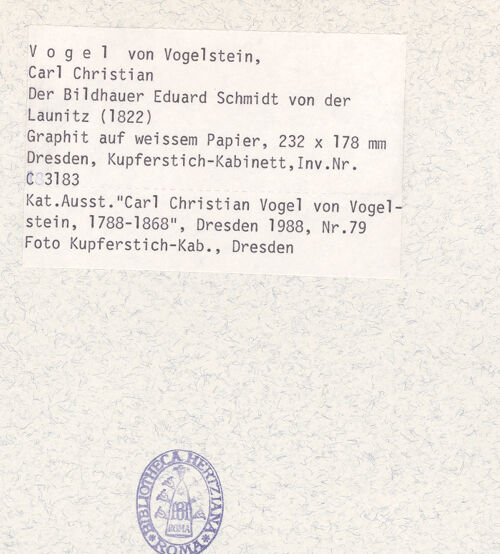 V o g e l von Vogelstein,
Carl Christian
Der Bildhauer Eduard Schmidt von der
Launitz (1822)
Graphit auf weissem Papier, 232 x 178 mm
Dresden, Kupferstich-Kabinett,Inv.Nr.
C 3183
Kat.Ausst."Carl Christian Vogel von Vogel-
stein, 1788-1868", Dresden 1988, Nr.79
Foto Kupferstich-Kab., Dresden
BIBLIOTHECA HERTZIANA
ROMA
ROMA